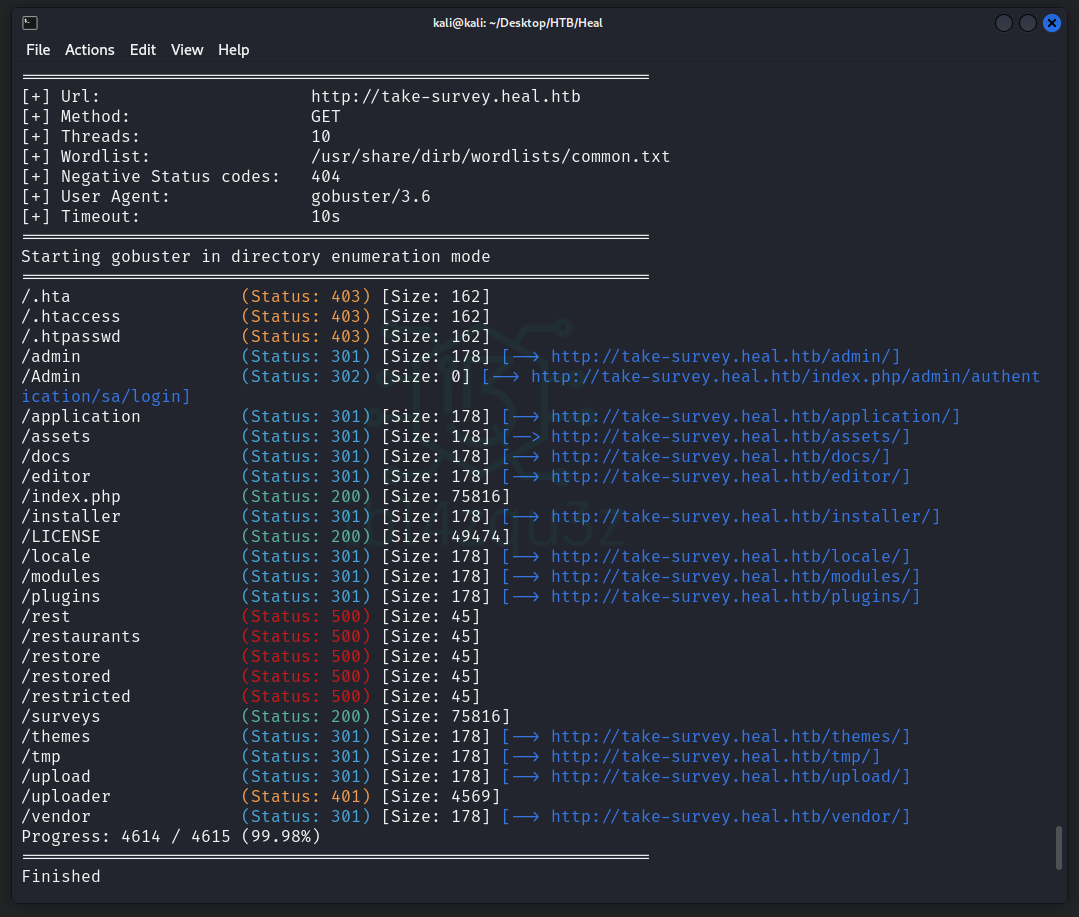 kali@kali: ~/Desktop/HTB/Heal
File Actions Edit View Help
[+] Url: http://take-survey.heal.htb
[+] Method: GET
[+] Threads: 10
[+] Wordlist: /usr/share/dirb/wordlists/common.txt
[+] Negative Status codes: 404
[+] User Agent: gobuster/3.6
[+] Timeout: 10s
Starting gobuster in directory enumeration mode
/.hta (Status: 403) [Size: 162]
/.htaccess (Status: 403) [Size: 162]
/.htpasswd (Status: 403) [Size: 162]
/admin (Status: 301) [Size: 178] [--> http://take-survey.heal.htb/admin/]
/Admin (Status: 302) [Size: 0] [--> http://take-survey.heal.htb/index.php/admin/authent
ication/sa/login]
/application (Status: 301) [Size: 178] [--> http://take-survey.heal.htb/application/]
/assets (Status: 301) [Size: 178] [--> http://take-survey.heal.htb/assets/]
/docs (Status: 301) [Size: 178] [--> http://take-survey.heal.htb/docs/]
/editor (Status: 301) [Size: 178] [--> http://take-survey.heal.htb/editor/]
/index.php (Status: 200) [Size: 75816]
/installer (Status: 301) [Size: 178] [--> http://take-survey.heal.htb/installer/]
/LICENSE (Status: 200) [Size: 49474]
/locale (Status: 301) [Size: 178] [--> http://take-survey.heal.htb/locale/]
/modules (Status: 301) [Size: 178] [--> http://take-survey.heal.htb/modules/]
/plugins (Status: 301) [Size: 178] [--> http://take-survey.heal.htb/plugins/]
/rest (Status: 500) [Size: 45]
/restaurants (Status: 500) [Size: 45]
/restore (Status: 500) [Size: 45]
/restored (Status: 500) [Size: 45]
/restricted (Status: 500) [Size: 45]
/surveys (Status: 200) [Size: 75816]
/themes (Status: 301) [Size: 178] [--> http://take-survey.heal.htb/themes/]
/tmp (Status: 301) [Size: 178] [--> http://take-survey.heal.htb/tmp/]
/upload (Status: 301) [Size: 178] [--> http://take-survey.heal.htb/upload/]
/uploader (Status: 401) [Size: 4569]
/vendor (Status: 301) [Size: 178] [--> http://take-survey.heal.htb/vendor/]
Progress: 4614 / 4615 (99.98%)
Finished